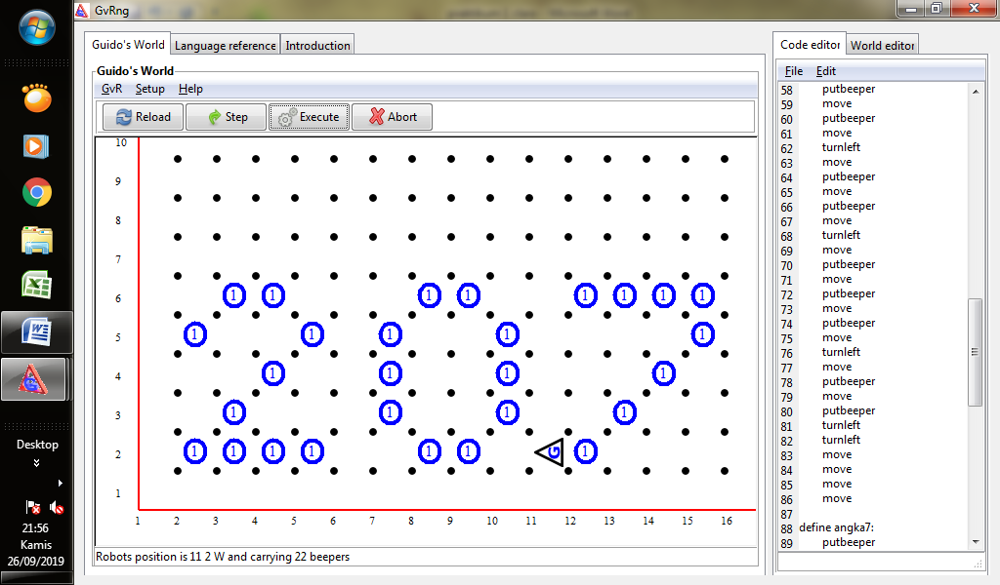 GvRng
Guido's World Language reference Introduction
Guido's World
GvR Setup Help
Reload Step Execute Abort
10
9
8
7
6 1 1 1 1 1 1 1 1
5 1 1 1 1 1
4 1 1 1 1
3 1 1 1 1
2 1 1 1 1 1 1 G 1
1
1 2 3 4 5 6 7 8 9 10 11 12 13 14 15 16
Robots position is 11 2 W and carrying 22 beepers
Code editor World editor
File Edit
58 putbeeper
59 move
60 putbeeper
61 move
62 turnleft
63 move
64 putbeeper
65 move
66 putbeeper
67 move
68 turnleft
69 move
70 putbeeper
71 move
72 putbeeper
73 move
74 putbeeper
75 move
76 turnleft
77 move
78 putbeeper
79 move
80 putbeeper
81 turnleft
82 turnleft
83 move
84 move
85 move
86 move
87
88 define angka7:
89 putbeeper
Desktop
21:56
Kamis
26/09/2019